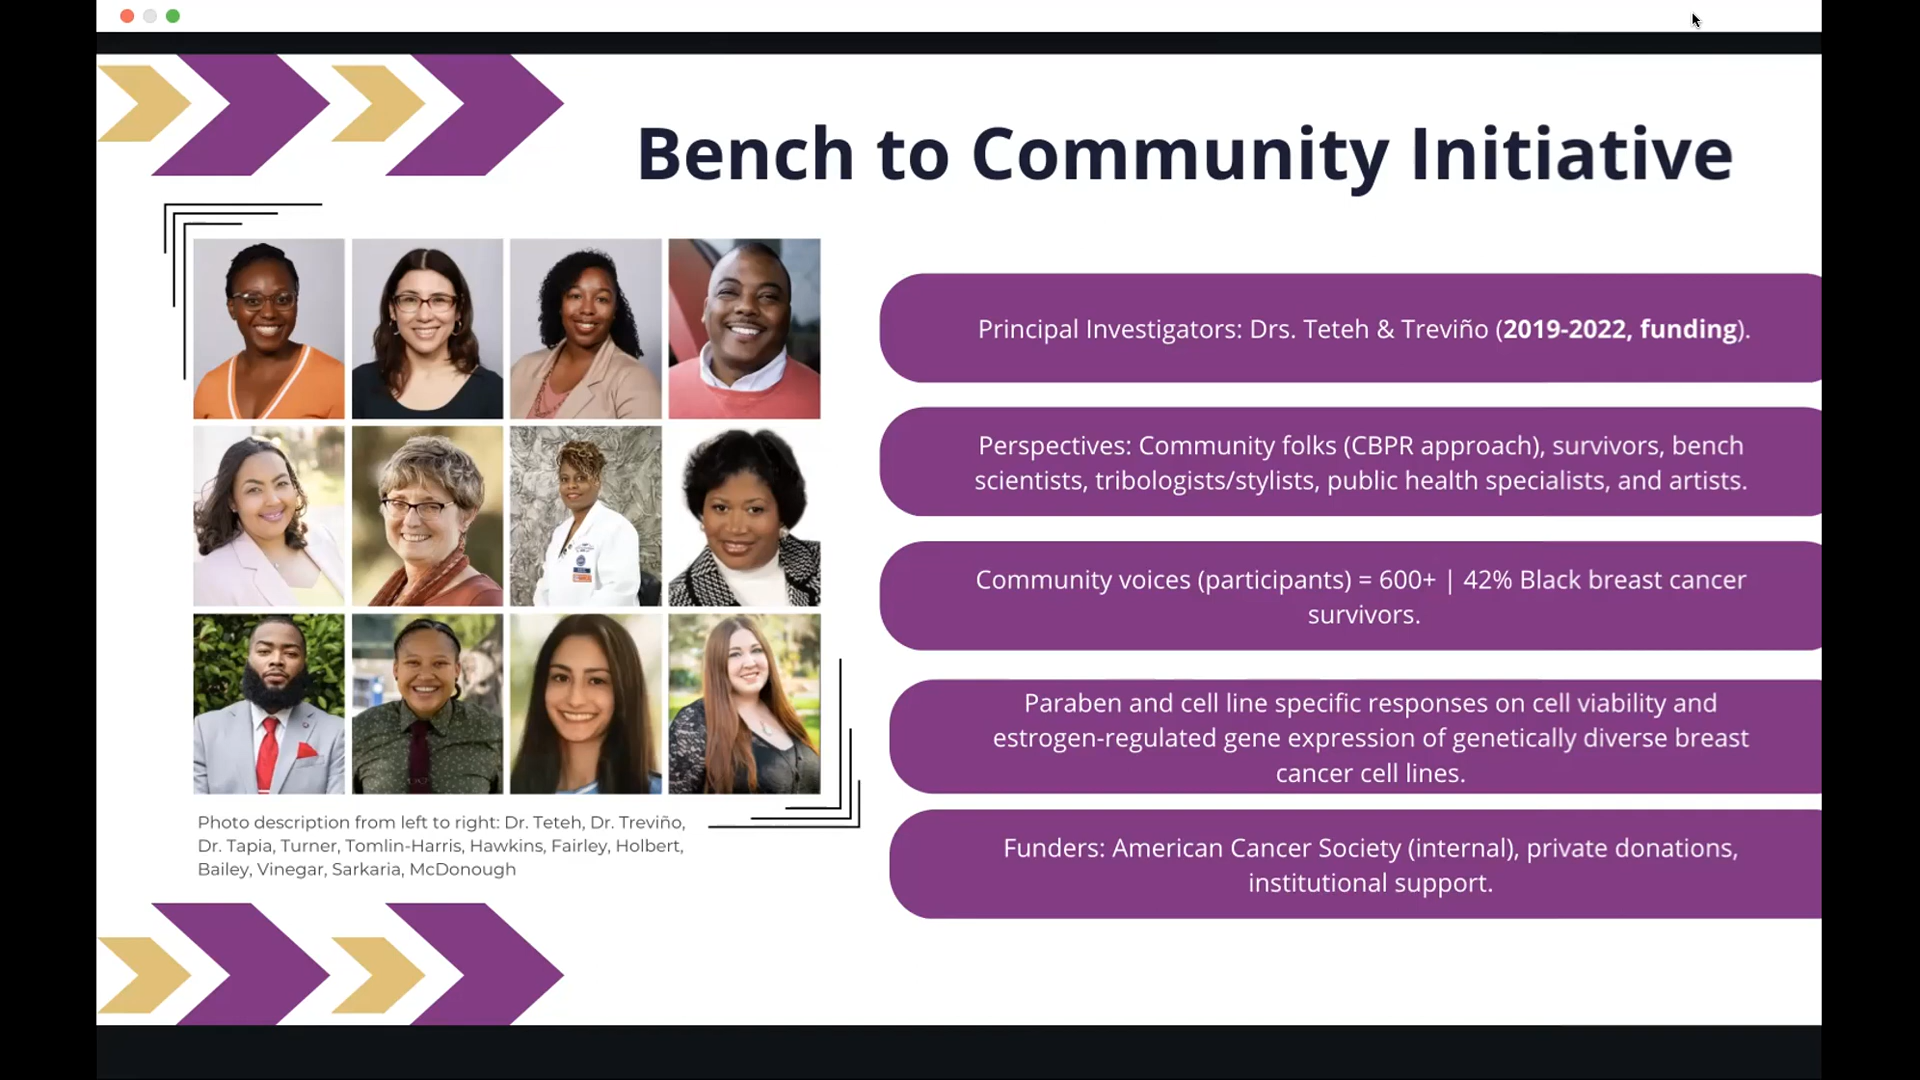 Bench to Community Initiative
Principal Investigators: Drs. Teteh & Treviño (2019-2022, funding).
Perspectives: Community folks (CBPR approach), survivors, bench
scientists, tribologists/stylists, public health specialists, and artists.
Community voices (participants) = 600+ | 42% Black breast cancer
survivors.
Paraben and cell line specific responses on cell viability and
estrogen-regulated gene expression of genetically diverse breast
cancer cell lines.
Funders: American Cancer Society (internal), private donations,
institutional support.
Photo description from left to right: Dr. Teteh, Dr. Treviño,
Dr. Tapia, Turner, Tomlin-Harris, Hawkins, Fairley, Holbert,
Bailey, Vinegar, Sarkaria, McDonough